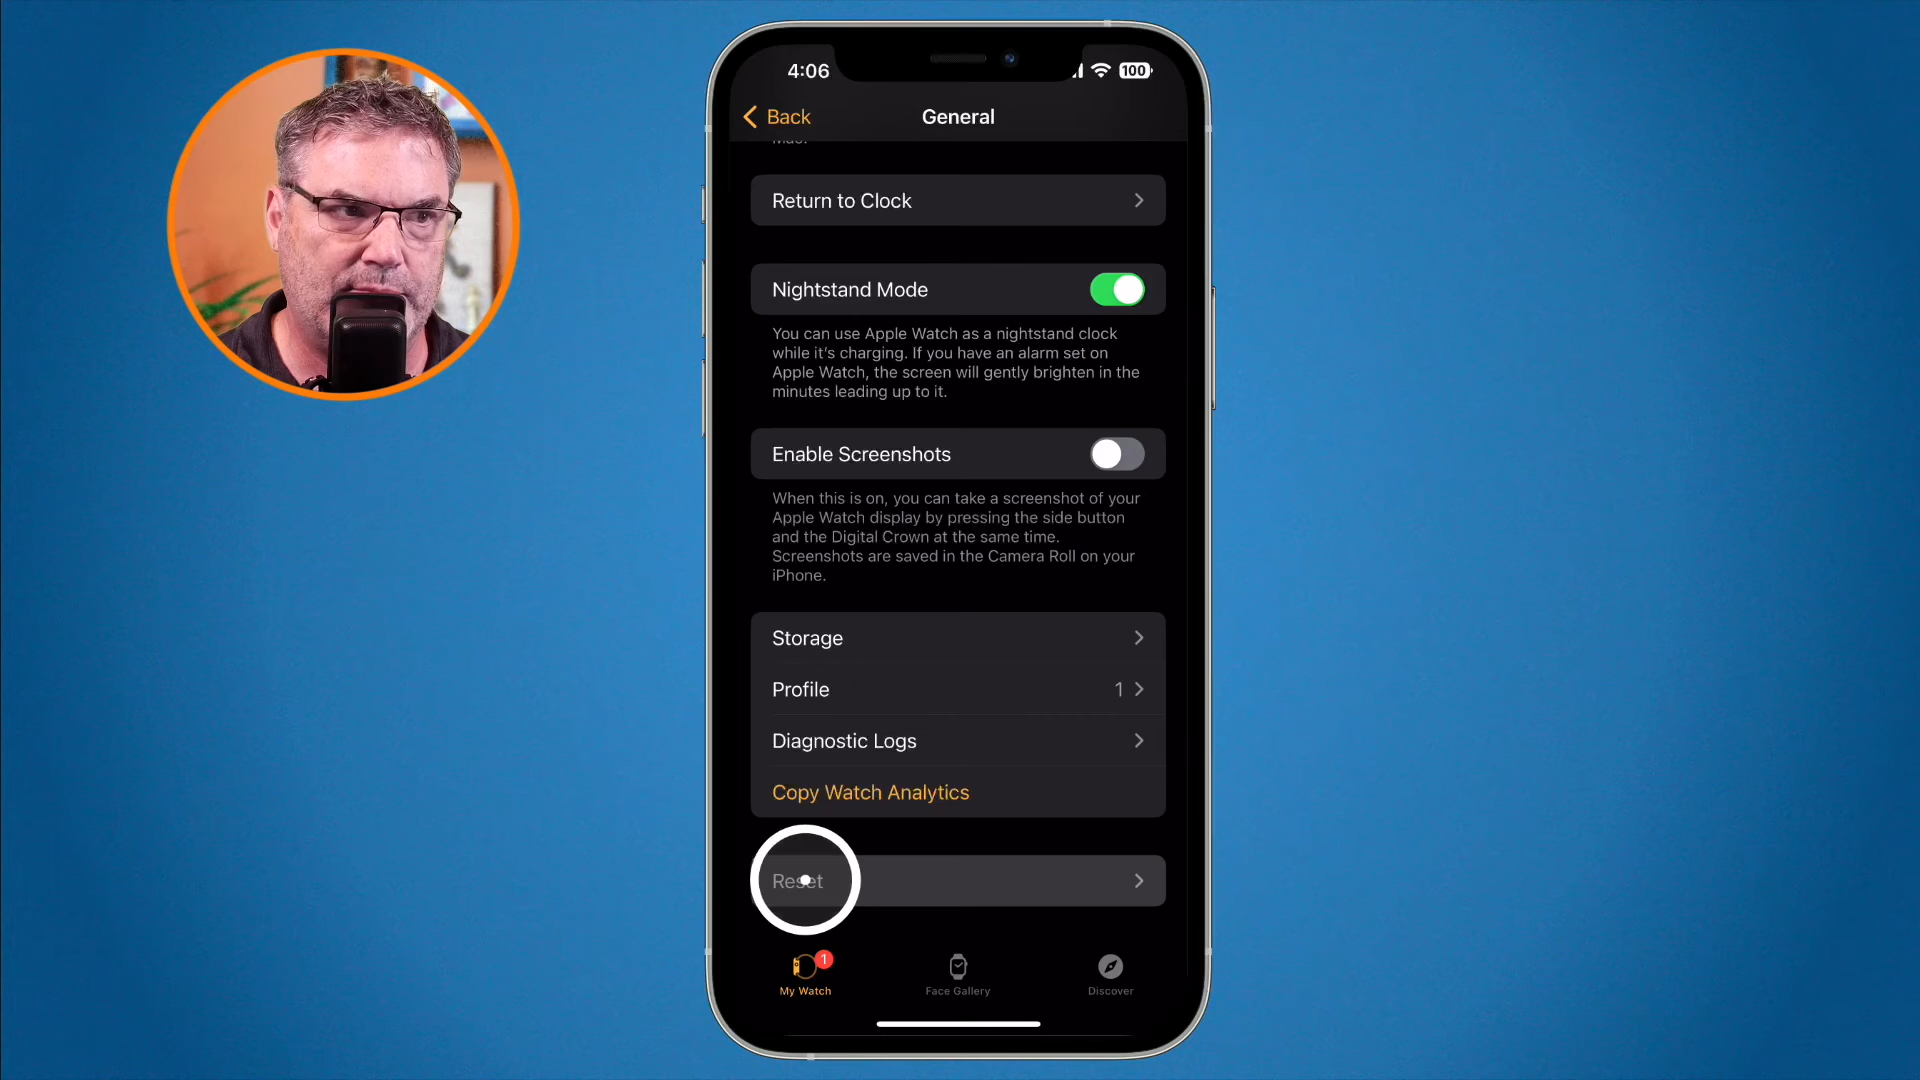 4:06
100
Back
General
Return to Clock
Nightstand Mode
You can use Apple Watch as a nightstand clock
while it's charging. If you have an alarm set on
Apple Watch, the screen will gently brighten in the
minutes leading up to it.
Enable Screenshots
When this is on, you can take a screenshot of your
Apple Watch display by pressing the side button
and the Digital Crown at the same time.
Screenshots are saved in the Camera Roll on your
iPhone.
Storage
Profile 1
Diagnostic Logs
Copy Watch Analytics
Reset
1
My Watch
Face Gallery
Discover